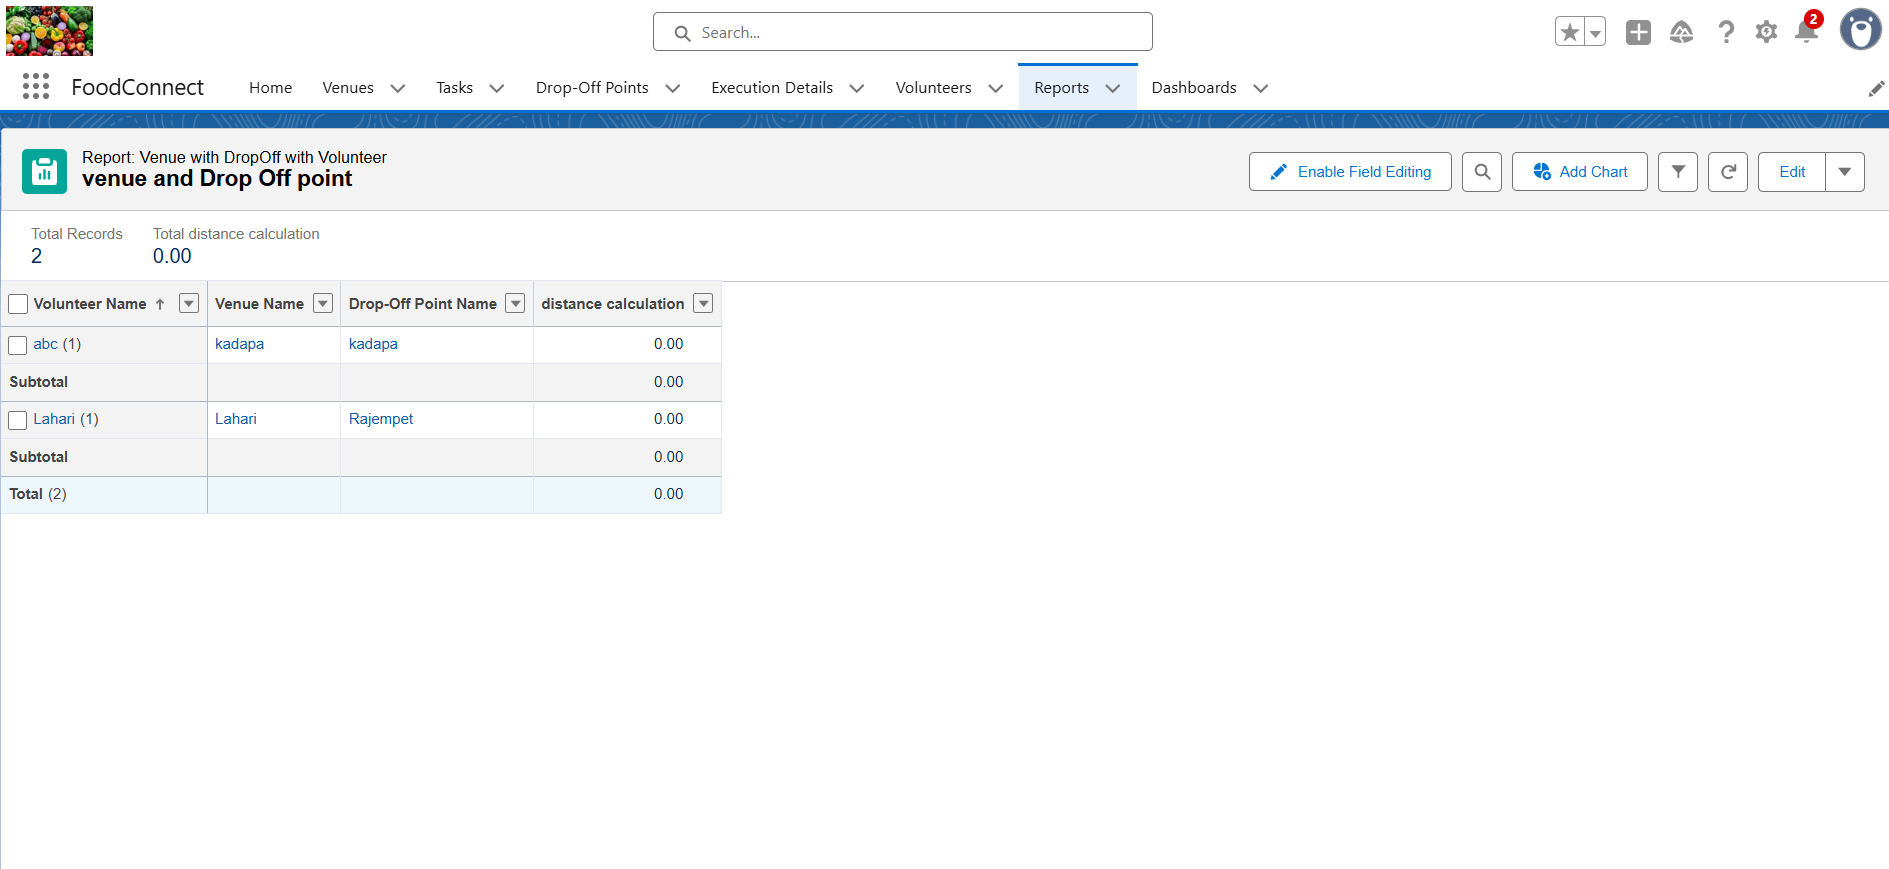 Search...
2
FoodConnect Home Venues Tasks Drop-Off Points Execution Details Volunteers Reports Dashboards
Report: Venue with DropOff with Volunteer
venue and Drop Off point
Enable Field Editing Add Chart Edit
Total Records Total distance calculation
2 0.00
Volunteer Name ↑ Venue Name Drop-Off Point Name distance calculation
abc (1) kadapa kadapa 0.00
Subtotal 0.00
Lahari (1) Lahari Rajempet 0.00
Subtotal 0.00
Total (2) 0.00